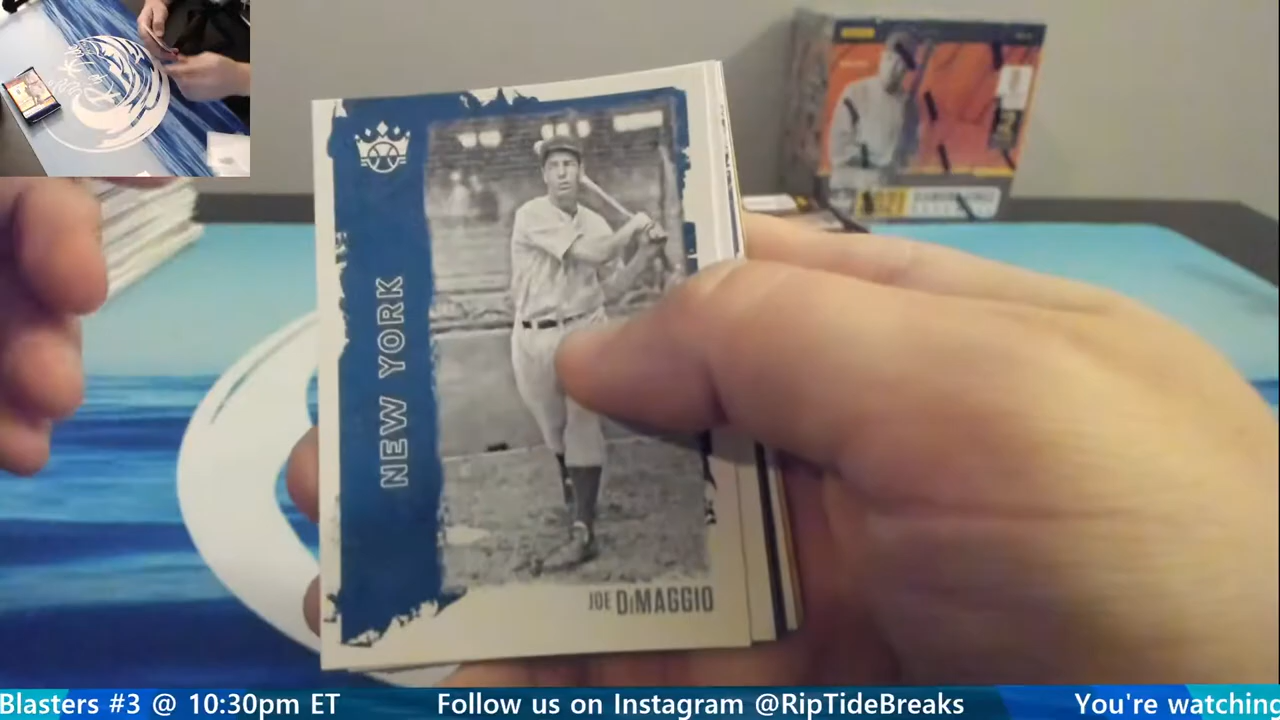 NEW YORK
JOE DiMAGGIO
Blasters #3 @ 10:30pm ET
Follow us on Instagram @RipTideBreaks
You're watching